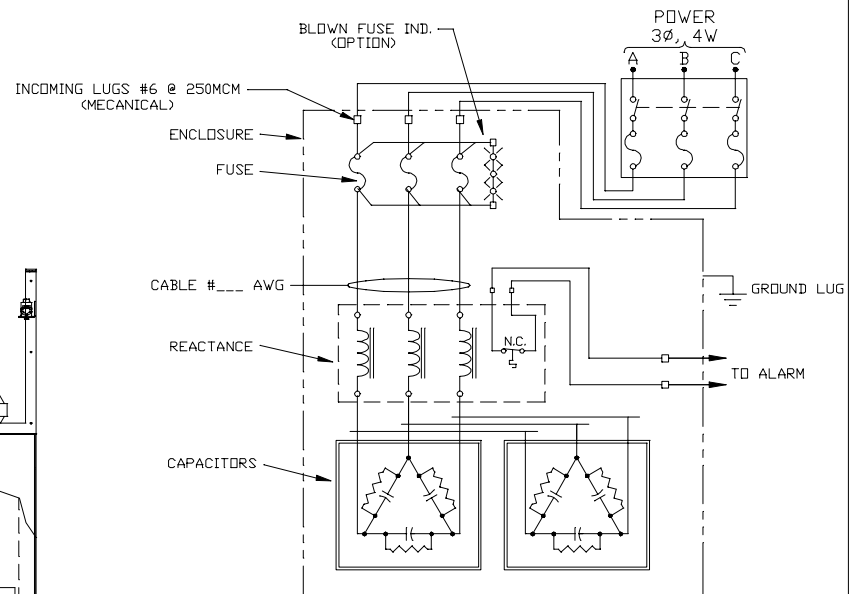 POWER
3Ø, 4W
A B C
BLOWN FUSE IND.
(OPTION)
INCOMING LUGS #6 @ 250MCM
(MECANICAL)
ENCLOSURE
FUSE
CABLE #___ AWG
GROUND LUG
REACTANCE
N.C.
TO ALARM
CAPACITORS